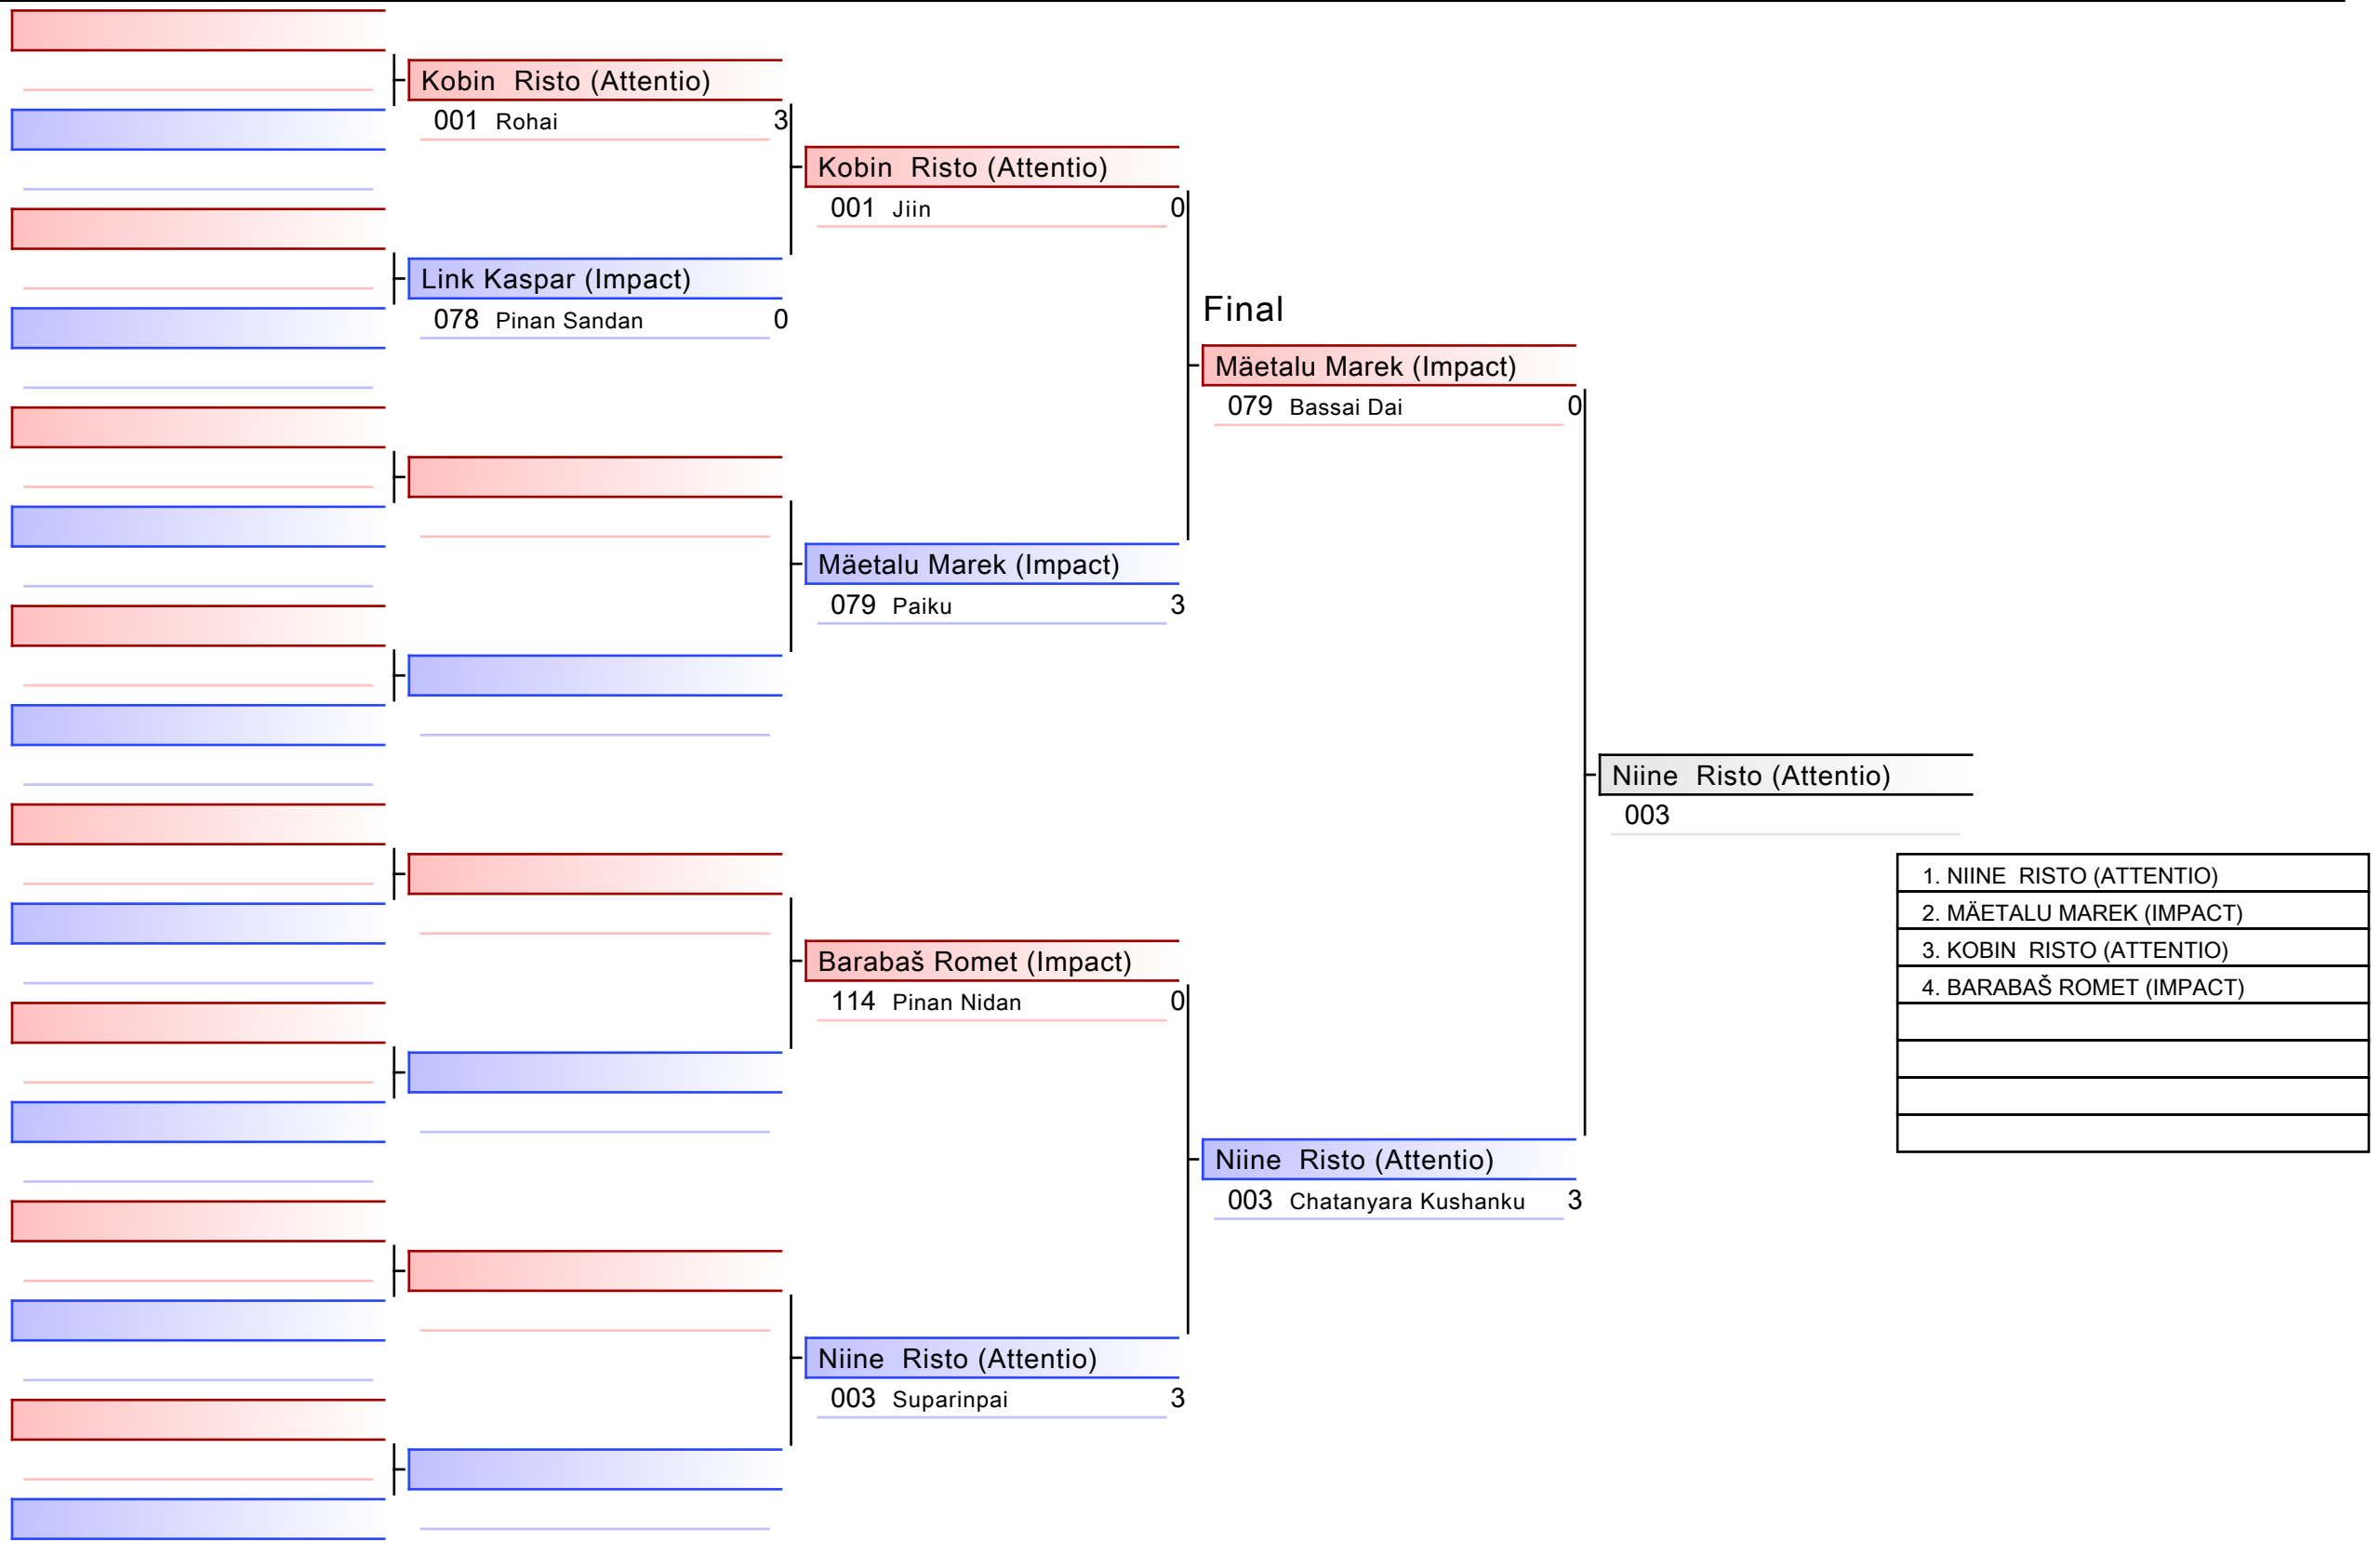 Kobin  Risto (Attentio)
001 Rohai 3
Link Kaspar (Impact)
078 Pinan Sandan 0
Kobin  Risto (Attentio)
001 Jiin 0
Mäetalu Marek (Impact)
079 Paiku 3
Barabaš Romet (Impact)
114 Pinan Nidan 0
Niine  Risto (Attentio)
003 Suparinpai 3
Final
Mäetalu Marek (Impact)
079 Bassai Dai 0
Niine  Risto (Attentio)
003 Chatanyara Kushanku 3
Niine  Risto (Attentio)
003
1. NIINE  RISTO (ATTENTIO)
2. MÄETALU MAREK (IMPACT)
3. KOBIN  RISTO (ATTENTIO)
4. BARABAŠ ROMET (IMPACT)